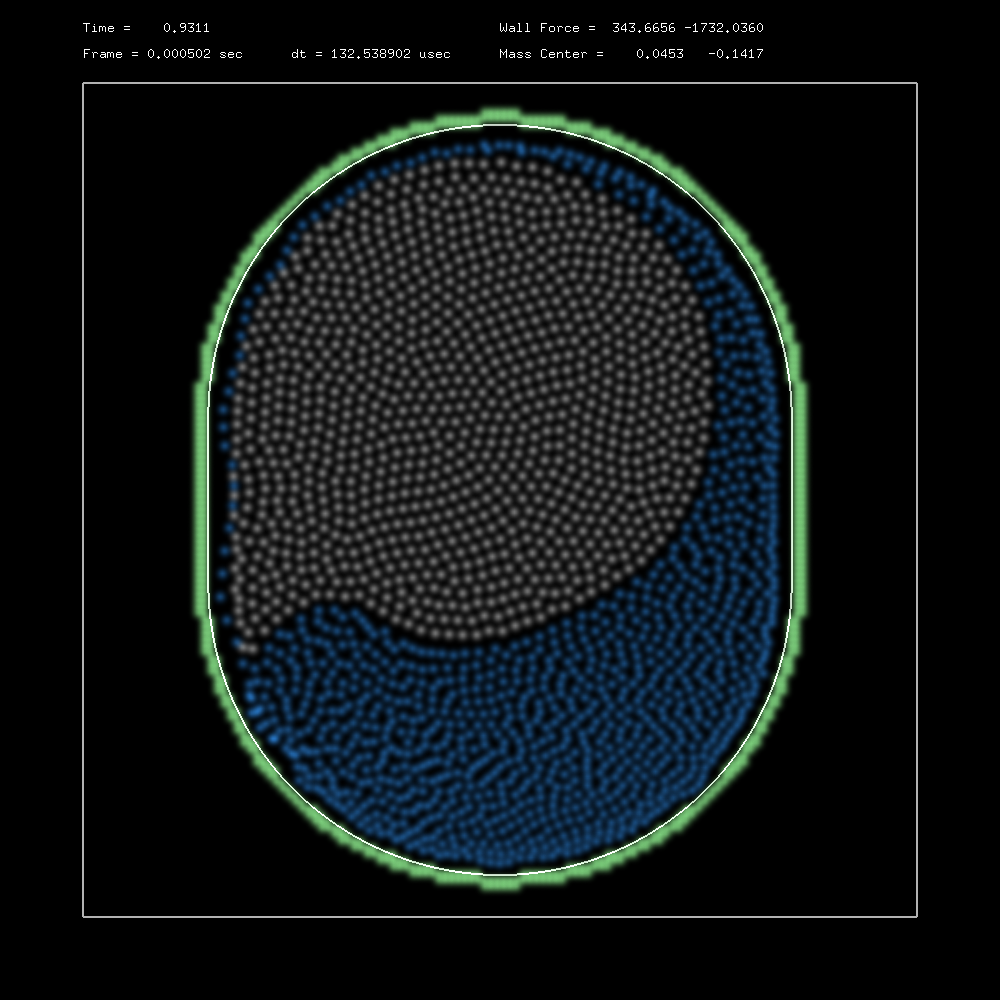 Time =    0.9311    Wall Force =  343.6656 -1732.0360
Frame = 0.000502 sec    dt = 132.538902 usec    Mass Center =    0.0453   -0.1417